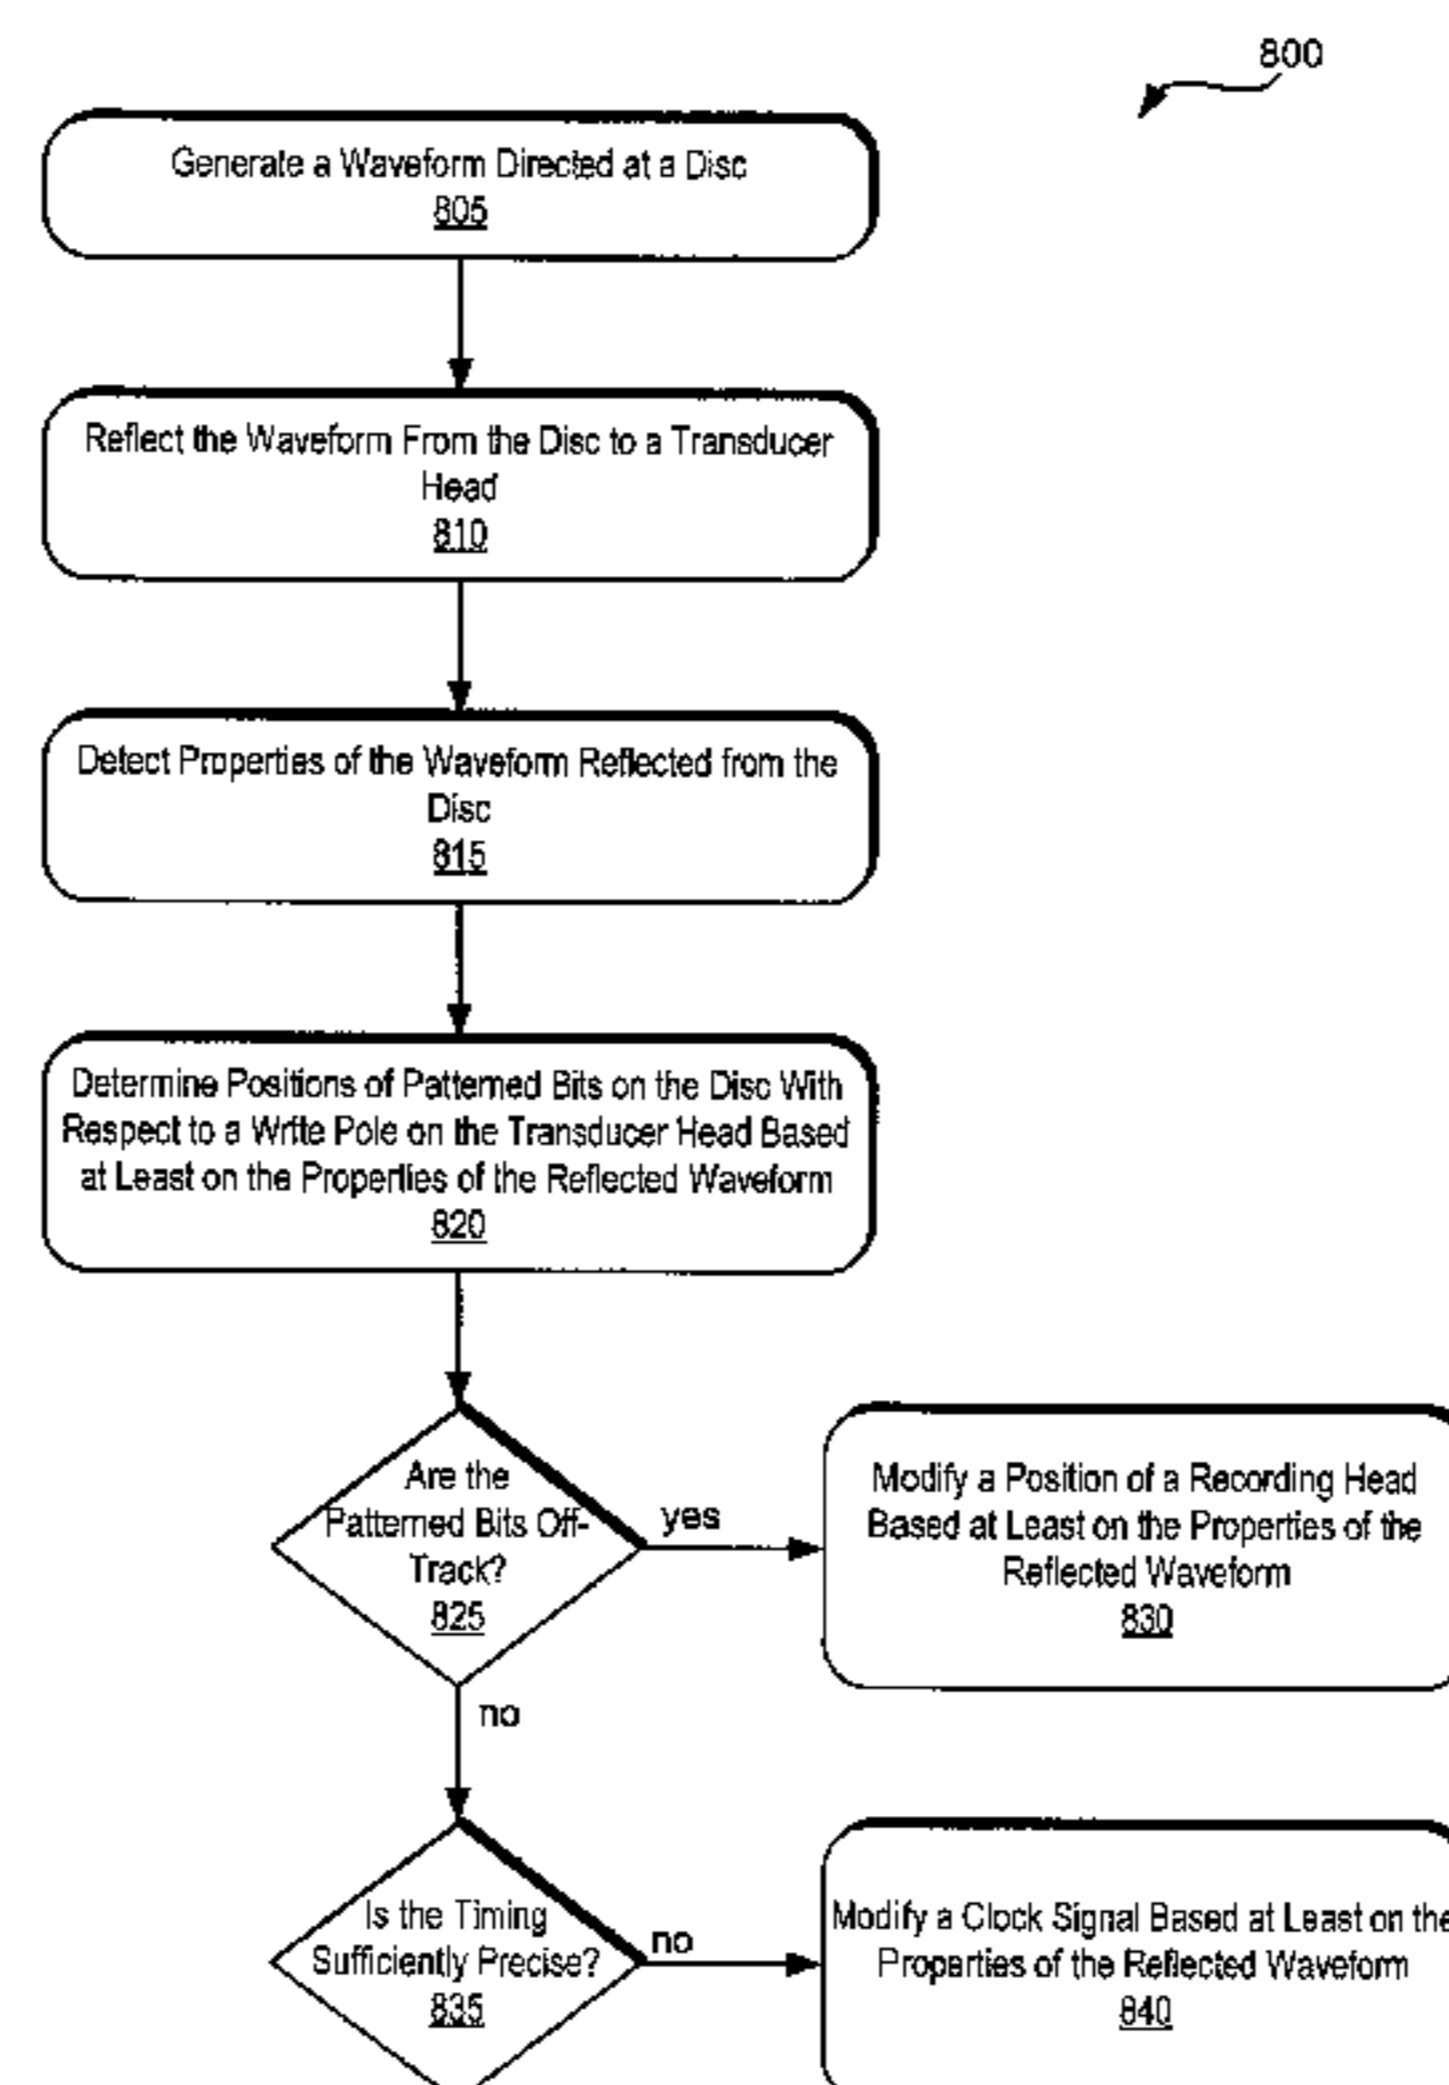 800
Generate a Waveform Directed at a Disc
805
Reflect the Waveform From the Disc to a Transducer
Head
810
Detect Properties of the Waveform Reflected from the
Disc
815
Determine Positions of Patterned Bits on the Disc With
Respect to a Write Pole on the Transducer Head Based
at Least on the Properties of the Reflected Waveform
820
Are the
Patterned Bits Off-
Track?
825
yes
Modify a Position of a Recording Head
Based at Least on the Properties of the
Reflected Waveform
830
no
Is the Timing
Sufficiently Precise?
835
no
Modify a Clock Signal Based at Least on the
Properties of the Reflected Waveform
840